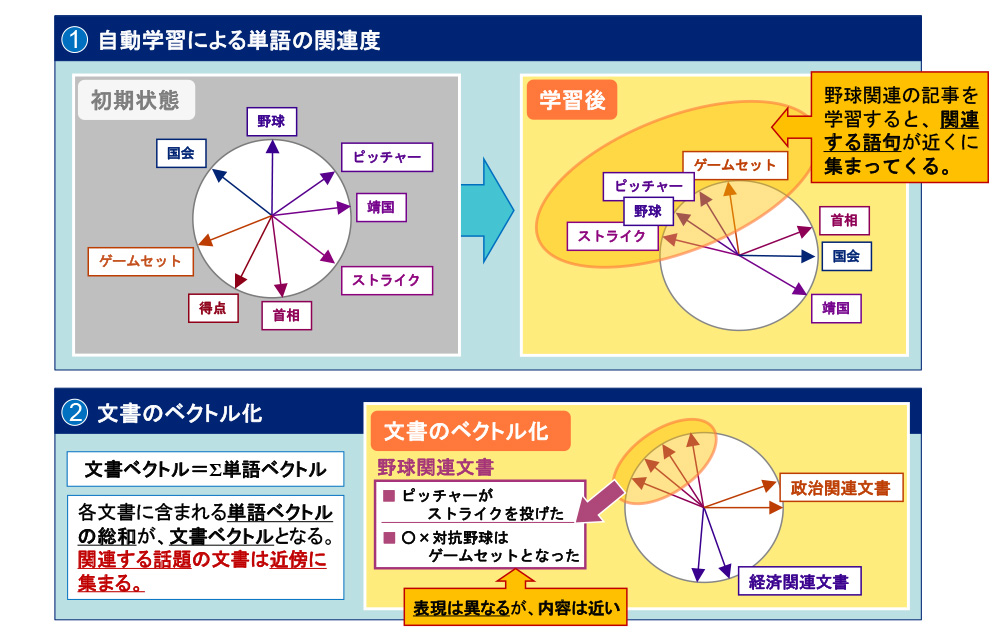 ① 自動学習による単語の関連度
初期状態
野球
国会
ピッチャー
靖国
ゲームセット
ストライク
得点
首相
学習後
野球関連の記事を
学習すると、関連
する語句が近くに
集まってくる。
ゲームセット
ピッチャー
野球
ストライク
首相
国会
靖国
② 文書のベクトル化
文書ベクトル＝Σ単語ベクトル
各文書に含まれる単語ベクトル
の総和が、文書ベクトルとなる。
関連する話題の文書は近傍に
集まる。
文書のベクトル化
野球関連文書
■ ピッチャーが
ストライクを投げた
■ 〇×対抗野球は
ゲームセットとなった
表現は異なるが、内容は近い
政治関連文書
経済関連文書